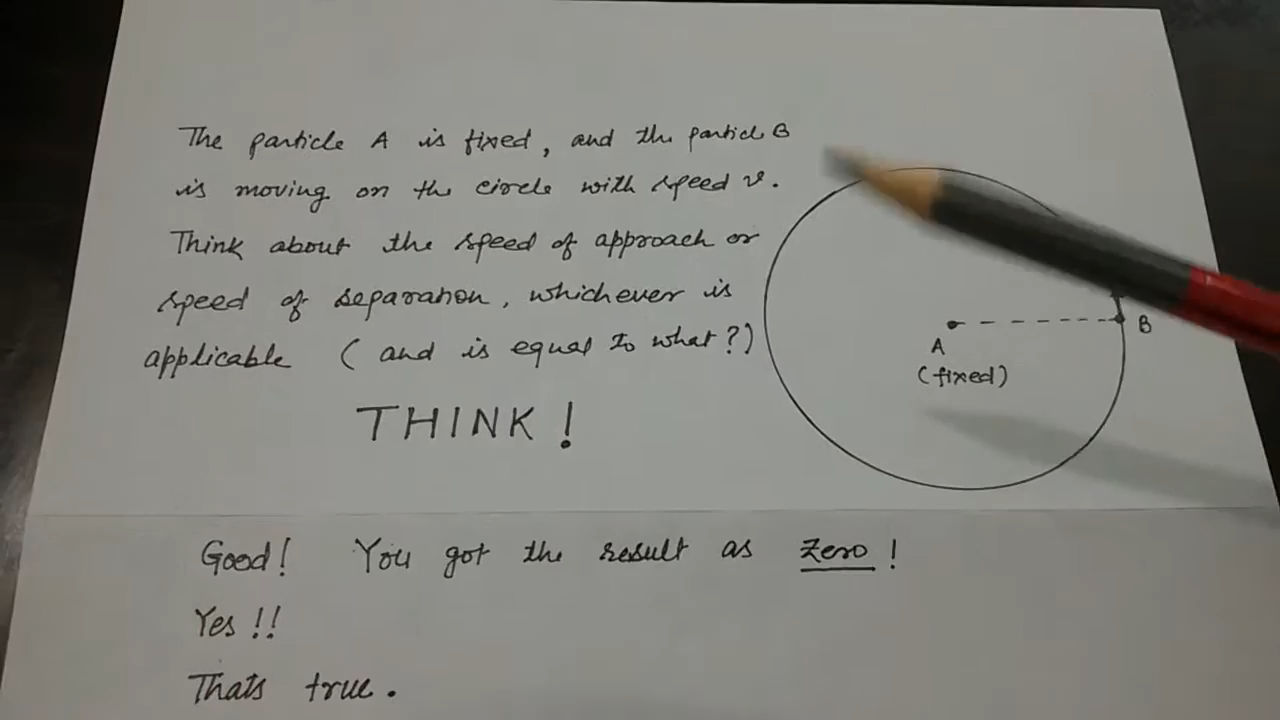 The particle A is fixed, and the particle B
is moving on the circle with speed v.
Think about the speed of approach or
speed of separation, whichever is
applicable ( and is equal to what?)
THINK!
A
(fixed)
B
Good! You got the result as Zero!
Yes!!
Thats true.